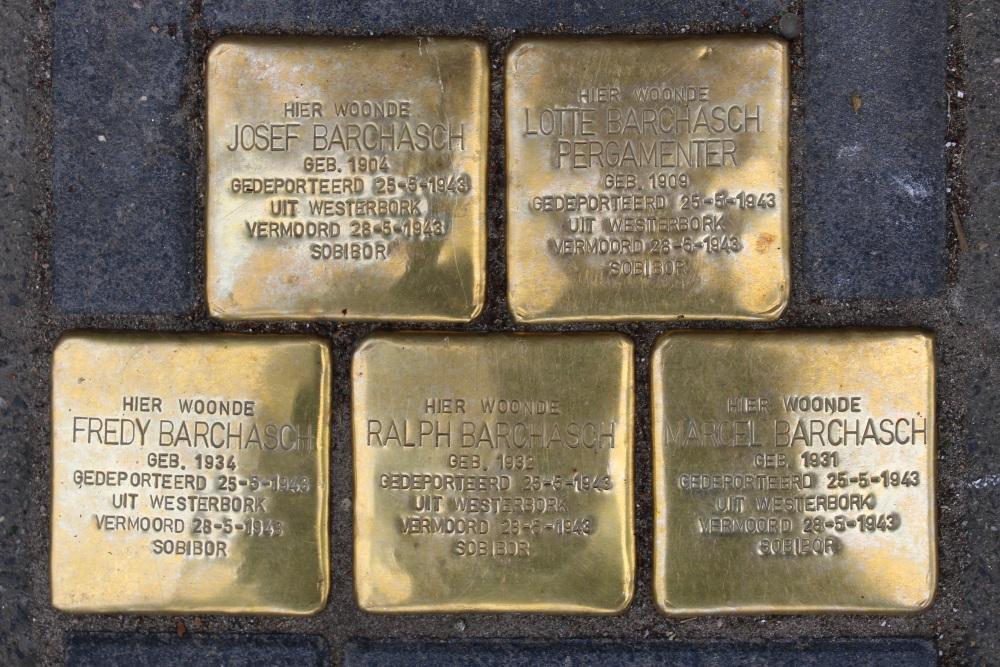 HIER WOONDE
JOSEF BARCHASCH
GEB. 1904
GEDEPORTEERD 25-5-1943
UIT WESTERBORK
VERMOORD 28-5-1943
SOBIBOR
HIER WOONDE
LOTTE BARCHASCH
PERGAMENTER
GEB. 1909
GEDEPORTEERD 25-5-1943
UIT WESTERBORK
VERMOORD 28-5-1943
SOBIBOR
HIER WOONDE
FREDY BARCHASCH
GEB. 1934
GEDEPORTEERD 25-5-1943
UIT WESTERBORK
VERMOORD 28-5-1943
SOBIBOR
HIER WOONDE
RALPH BARCHASCH
GEB. 1932
GEDEPORTEERD 25-5-1943
UIT WESTERBORK
VERMOORD 28-5-1943
SOBIBOR
HIER WOONDE
MARCEL BARCHASCH
GEB. 1931
GEDEPORTEERD 25-5-1943
UIT WESTERBORK
VERMOORD 28-5-1943
SOBIBOR